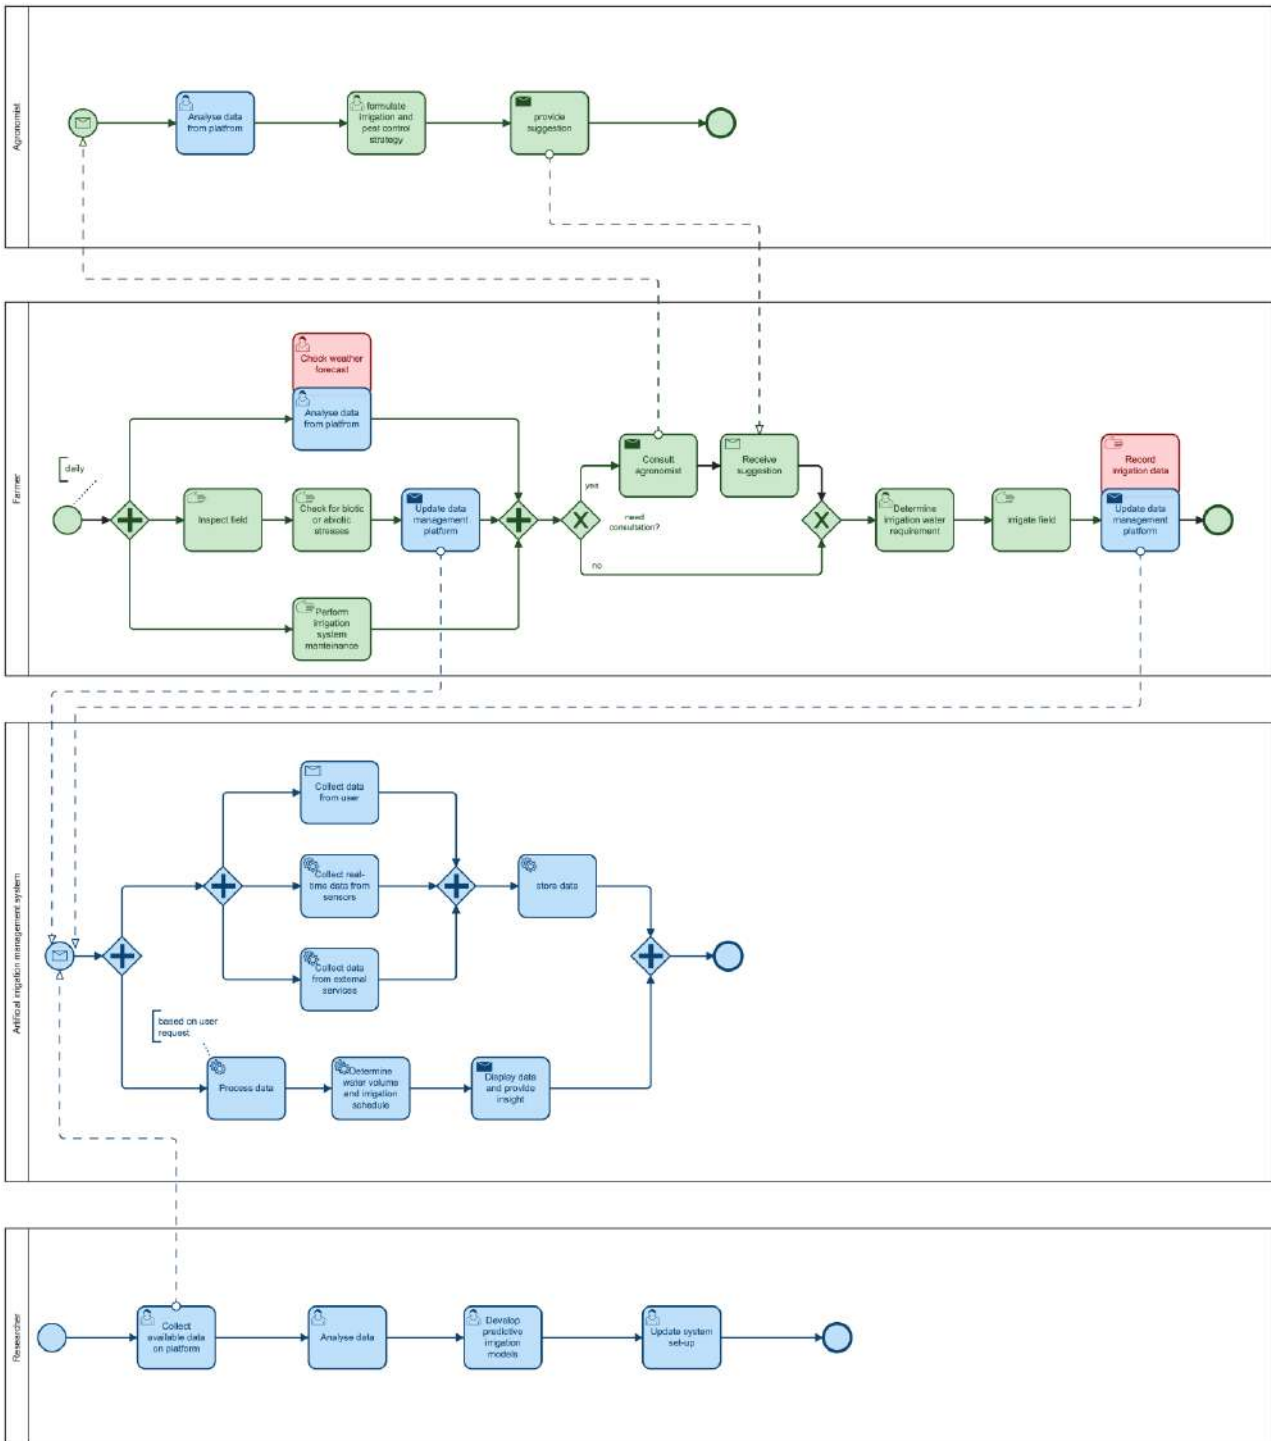 Agronomist
Analyse data
from platfrom
formulate
irrigation and
pest control
strategy
provide
suggestion
Farmer
daily
Check weather
forecast
Analyse data
from platfrom
Inspect field
Check for biotic
or abiotic
stresses
Update data
management
platform
Perform
irrigation
system
manteinance
yes
need
consultation?
no
Consult
agronomist
Receive
suggestion
Determine
irrigation water
requirement
irrigate field
Record
irrigation data
Update data
management
platform
Artificial irrigation management system
Collect data
from user
Collect real-
time data from
sensors
Collect data
from external
services
store data
based on user
request
Process data
Determine
water volume
and irrigation
schedule
Display data
and provide
insight
Researcher
Collect
available data
on platform
Analyse data
Develop
predictive
irrigation
models
Update system
set-up